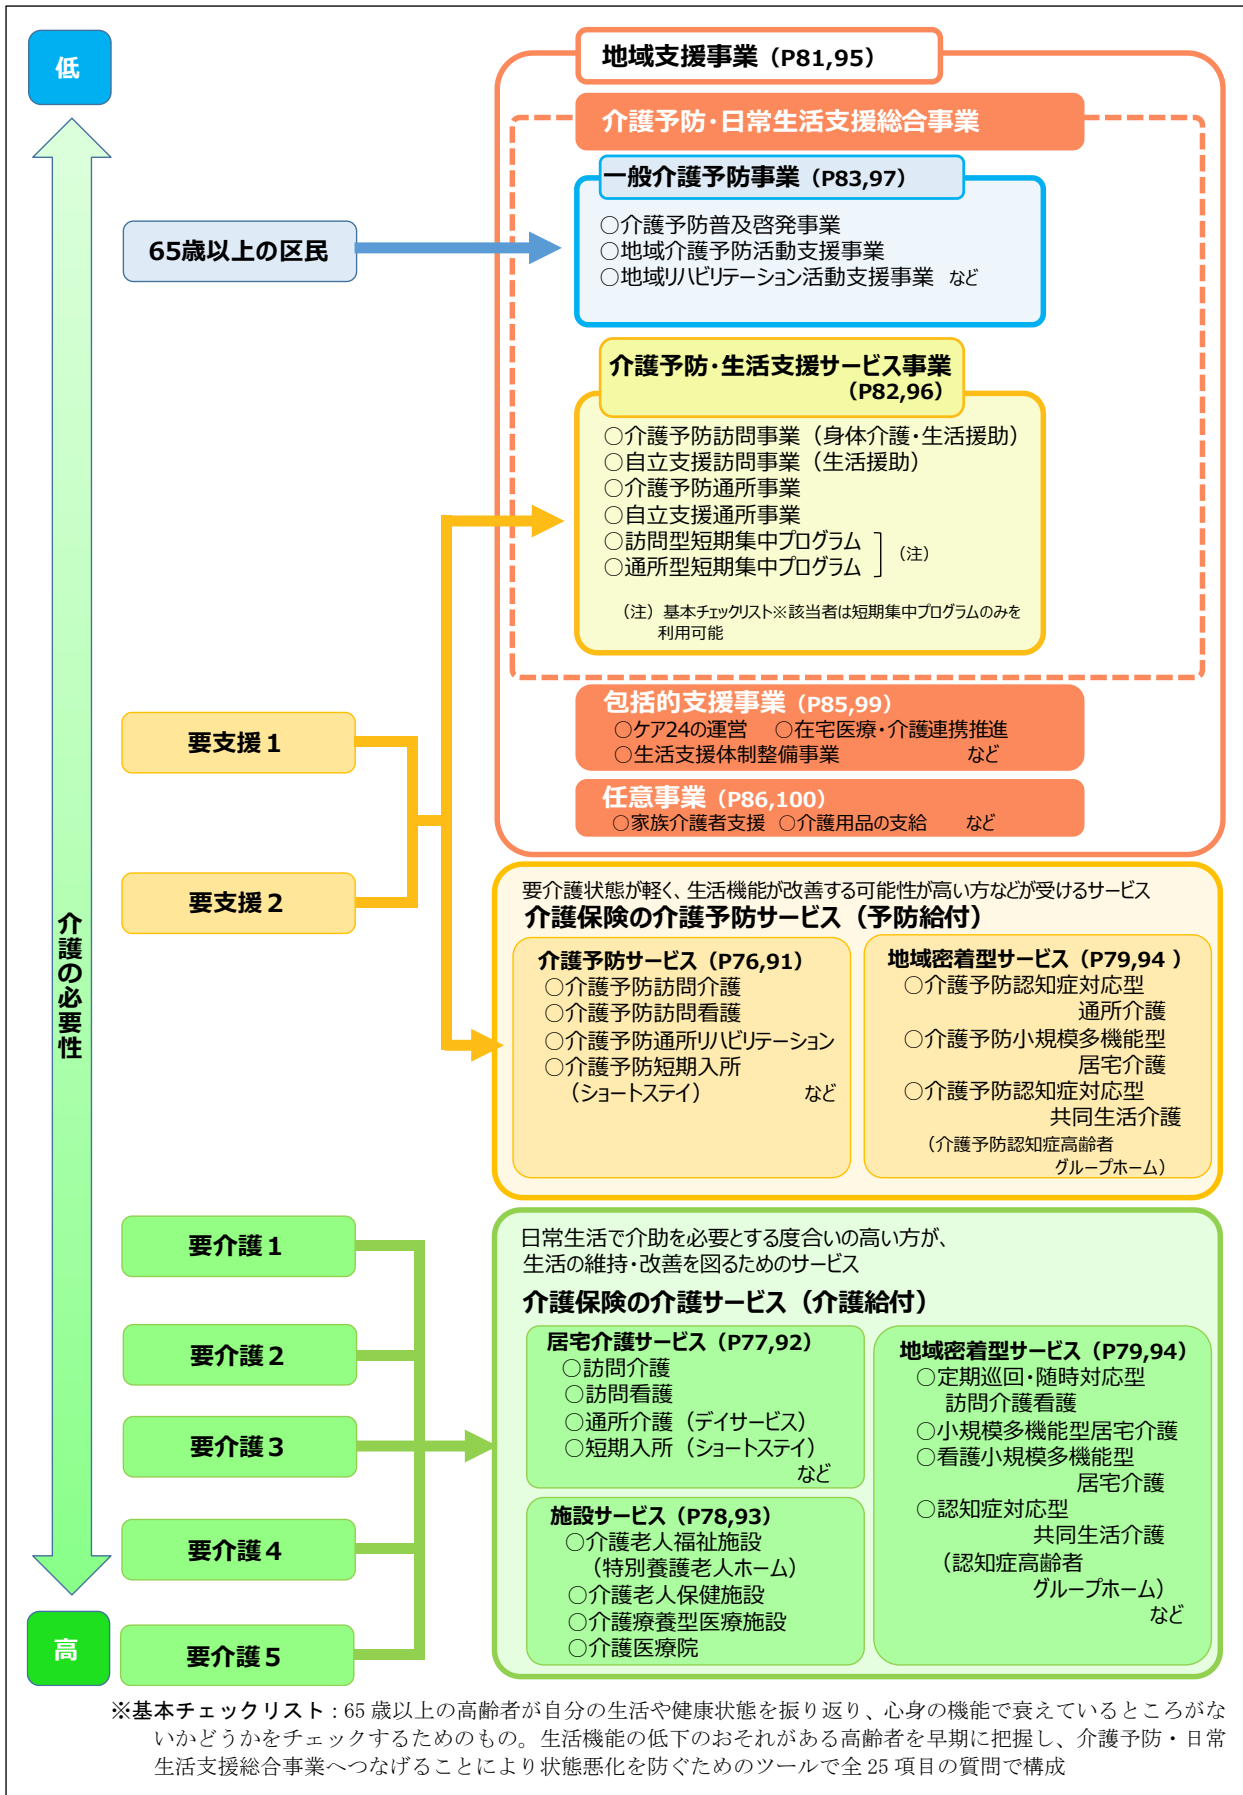 低
介護の必要性
高
65歳以上の区民
要支援１
要支援２
要介護１
要介護２
要介護３
要介護４
要介護５
地域支援事業（P81,95）
介護予防・日常生活支援総合事業
一般介護予防事業（P83,97）
○介護予防普及啓発事業
○地域介護予防活動支援事業
○地域リハビリテーション活動支援事業　など
介護予防・生活支援サービス事業
（P82,96）
○介護予防訪問事業（身体介護・生活援助）
○自立支援訪問事業（生活援助）
○介護予防通所事業
○自立支援通所事業
○訪問型短期集中プログラム
○通所型短期集中プログラム
（注）
（注）基本チェックリスト※該当者は短期集中プログラムのみを
利用可能
包括的支援事業（P85,99）
○ケア24の運営　○在宅医療・介護連携推進
○生活支援体制整備事業　など
任意事業（P86,100）
○家族介護者支援　○介護用品の支給　など
要介護状態が軽く、生活機能が改善する可能性が高い方などが受けるサービス
介護保険の介護予防サービス（予防給付）
介護予防サービス（P76,91）
○介護予防訪問介護
○介護予防訪問看護
○介護予防通所リハビリテーション
○介護予防短期入所
（ショートステイ）　など
地域密着型サービス（P79,94 ）
○介護予防認知症対応型
通所介護
○介護予防小規模多機能型
居宅介護
○介護予防認知症対応型
共同生活介護
（介護予防認知症高齢者
グループホーム）
日常生活で介助を必要とする度合いの高い方が、
生活の維持・改善を図るためのサービス
介護保険の介護サービス（介護給付）
居宅介護サービス（P77,92）
○訪問介護
○訪問看護
○通所介護（デイサービス）
○短期入所（ショートステイ）
など
施設サービス（P78,93）
○介護老人福祉施設
（特別養護老人ホーム）
○介護老人保健施設
○介護療養型医療施設
○介護医療院
地域密着型サービス（P79,94）
○定期巡回・随時対応型
訪問介護看護
○小規模多機能型居宅介護
○看護小規模多機能型
居宅介護
○認知症対応型
共同生活介護
（認知症高齢者
グループホーム）
など
※基本チェックリスト：65 歳以上の高齢者が自分の生活や健康状態を振り返り、心身の機能で衰えているところがな
いかどうかをチェックするためのもの。生活機能の低下のおそれがある高齢者を早期に把握し、介護予防・日常
生活支援総合事業へつなげることにより状態悪化を防ぐためのツールで全 25 項目の質問で構成